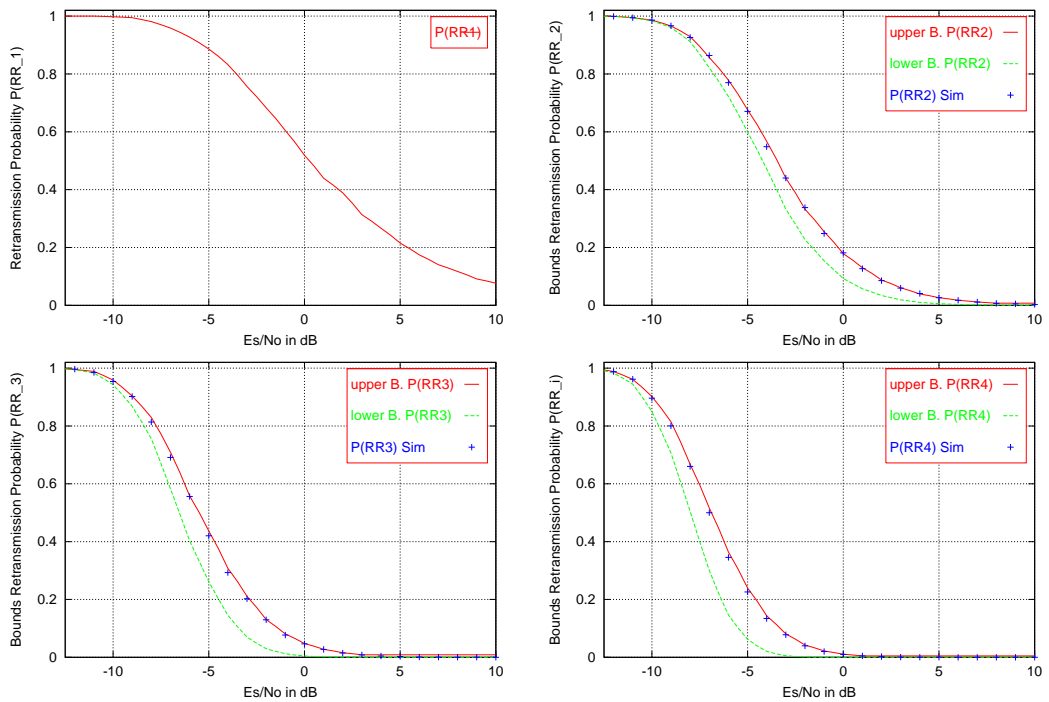 Retransmission Probability P(RR_1)
1
0.8
0.6
0.4
0.2
0
-10
-5
0
5
10
Es/No in dB
P(RR1)
Bounds Retransmission Probability P(RR_2)
1
0.8
0.6
0.4
0.2
0
-10
-5
0
5
10
Es/No in dB
upper B. P(RR2)
lower B. P(RR2)
P(RR2) Sim
Bounds Retransmission Probability P(RR_3)
1
0.8
0.6
0.4
0.2
0
-10
-5
0
5
10
Es/No in dB
upper B. P(RR3)
lower B. P(RR3)
P(RR3) Sim
Bounds Retransmission Probability P(RR_i)
1
0.8
0.6
0.4
0.2
0
-10
-5
0
5
10
Es/No in dB
upper B. P(RR4)
lower B. P(RR4)
P(RR4) Sim